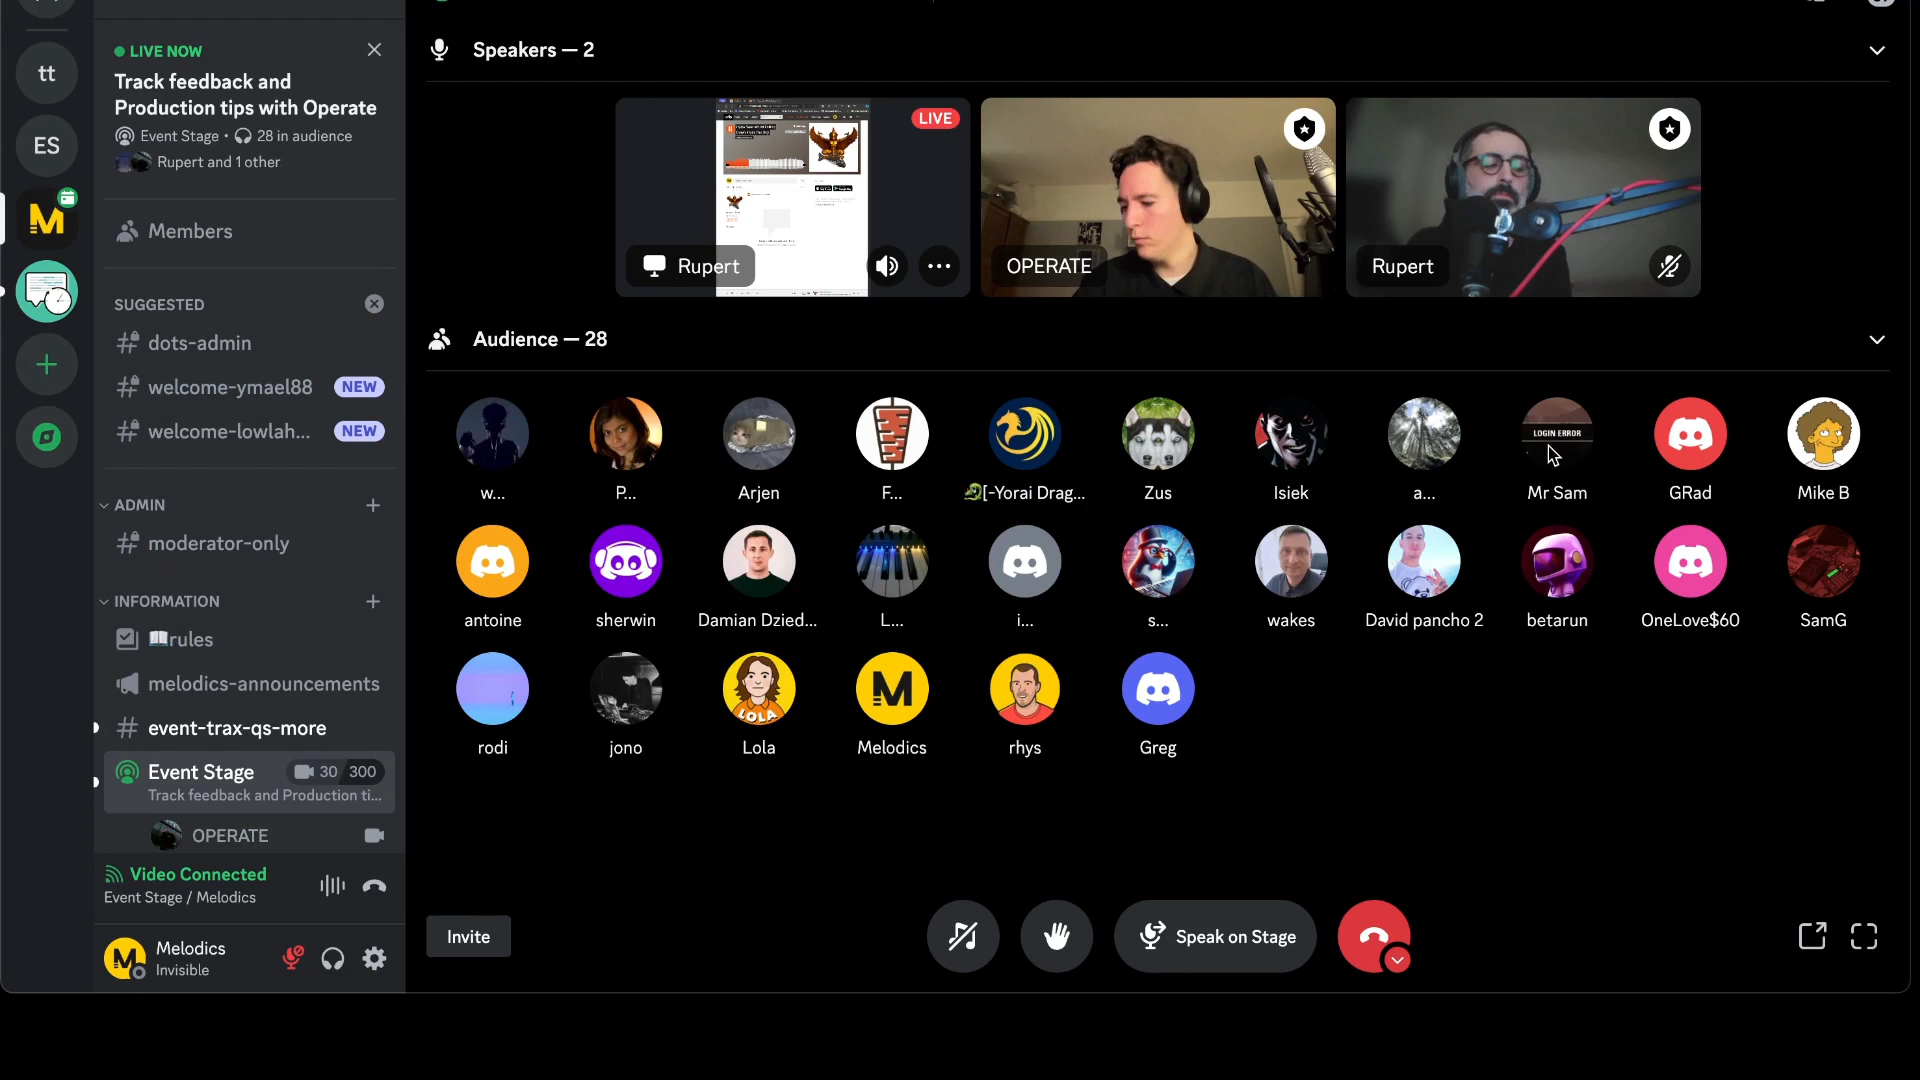 tt
ES
M
LIVE NOW
Track feedback and
Production tips with Operate
Event Stage • 28 in audience
Rupert and 1 other
Members
SUGGESTED
dots-admin
welcome-ymael88 NEW
welcome-lowlah... NEW
ADMIN
moderator-only
INFORMATION
rules
melodics-announcements
event-trax-qs-more
Event Stage 30 300
Track feedback and Production ti...
OPERATE
Video Connected
Event Stage / Melodics
M Melodics
Invisible
Speakers — 2
LIVE
Rupert
OPERATE
Rupert
Audience — 28
LOGIN ERROR
w... P... Arjen F... [-Yorai Drag... Zus Isiek a... Mr Sam GRad Mike B
antoine sherwin Damian Dzied... L... i... s... wakes David pancho 2 betarun OneLove$60 SamG
LOLA M
rodi jono Lola Melodics rhys Greg
Invite
Speak on Stage